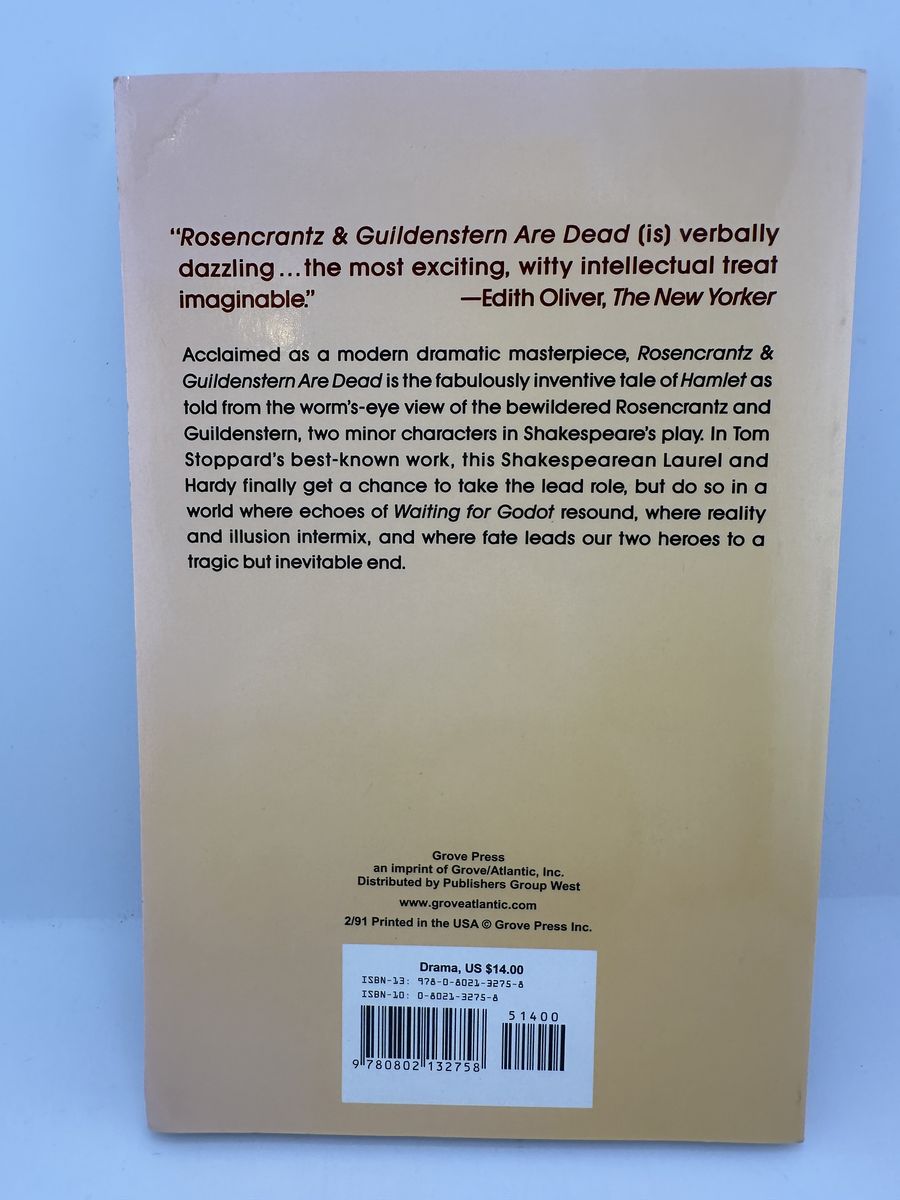 “Rosencrantz & Guildenstern Are Dead (is) verbally
dazzling...the most exciting, witty intellectual treat
imaginable.” —Edith Oliver, The New Yorker
Acclaimed as a modern dramatic masterpiece, Rosencrantz &
Guildenstern Are Dead is the fabulously inventive tale of Hamlet as
told from the worm’s-eye view of the bewildered Rosencrantz and
Guildenstern, two minor characters in Shakespeare’s play. In Tom
Stoppard’s best-known work, this Shakespearean Laurel and
Hardy finally get a chance to take the lead role, but do so in a
world where echoes of Waiting for Godot resound, where reality
and illusion intermix, and where fate leads our two heroes to a
tragic but inevitable end.
Grove Press
an imprint of Grove/Atlantic, Inc.
Distributed by Publishers Group West
www.groveatlantic.com
2/91 Printed in the USA © Grove Press Inc.
Drama, US $14.00
ISBN-13: 978-0-8021-3275-8
ISBN-10: 0-8021-3275-8
51400
9 780802 132758